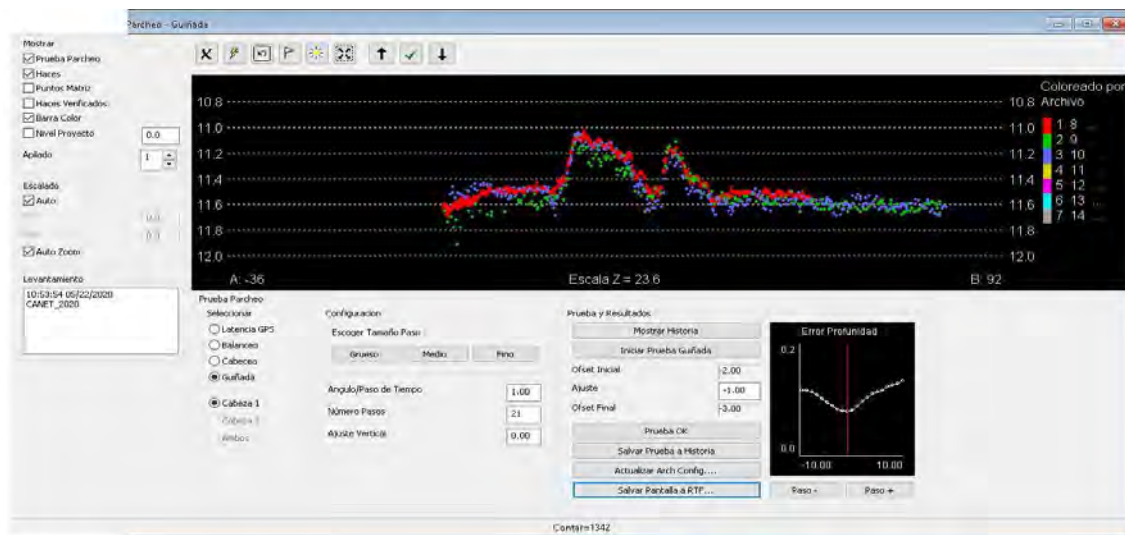 Parcheo - Guiñada
Mostrar
Prueba Parcheo
Haces
Puntos Matriz
Haces Verificados
Barra Color
Nivel Proyecto 0.0
Apilado 1
Escalado
Auto
0.0
0.0
Auto Zoom
Levantamiento
10:53:54 05/22/2020
CANET_2020
10.8 10.8
11.0 11.0
11.2 11.2
11.4 11.4
11.6 11.6
11.8 11.8
12.0 12.0
A: -36 Escala Z = 23.6 B: 92
Coloreado por
Archivo
1 8
2 9
3 10
4 11
5 12
6 13
7 14
Prueba Parcheo
Seleccionar
Latencia GPS
Balanceo
Cabeceo
Guiñada
Cabeza 1
Cabeza 2
Ambos
Configuracion
Escoger Tamaño Paso
Grueso Medio Fino
Angulo/Paso de Tiempo 1.00
Número Pasos 21
Ajuste Vertical 0.00
Prueba y Resultados
Mostrar Historia
Iniciar Prueba Guiñada
Ofset Inicial -2.00
Ajuste -1.00
Ofset Final -3.00
Prueba OK
Salvar Prueba a Historia
Actualizar Arch Config....
Salvar Pantalla a RTF...
Error Profunidad
0.2
0.0
-10.00 10.00
Paso - Paso +
Contar=1342